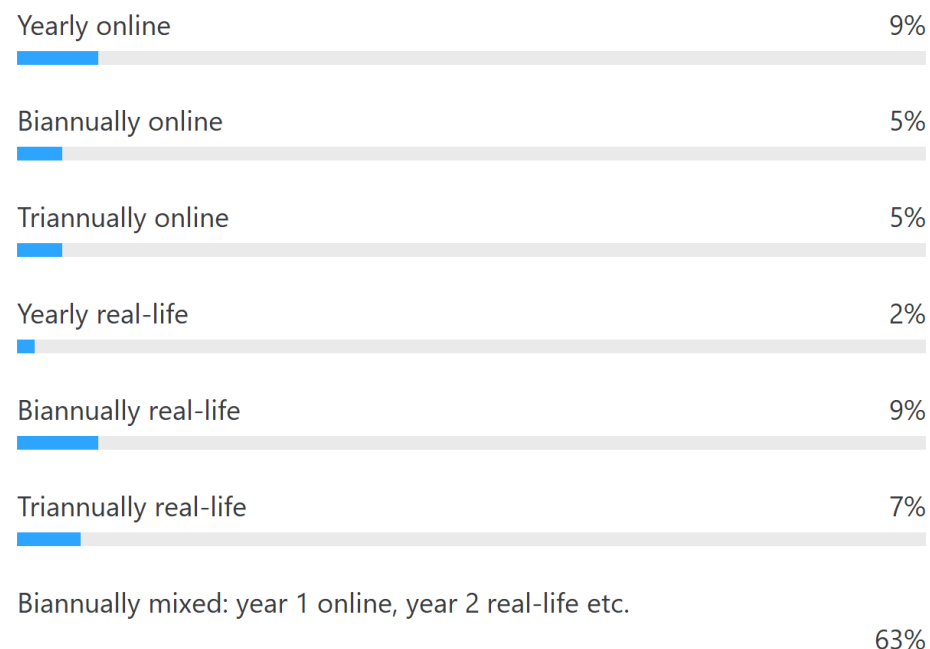 Yearly online 9%
Biannually online 5%
Triannually online 5%
Yearly real-life 2%
Biannually real-life 9%
Triannually real-life 7%
Biannually mixed: year 1 online, year 2 real-life etc.
63%